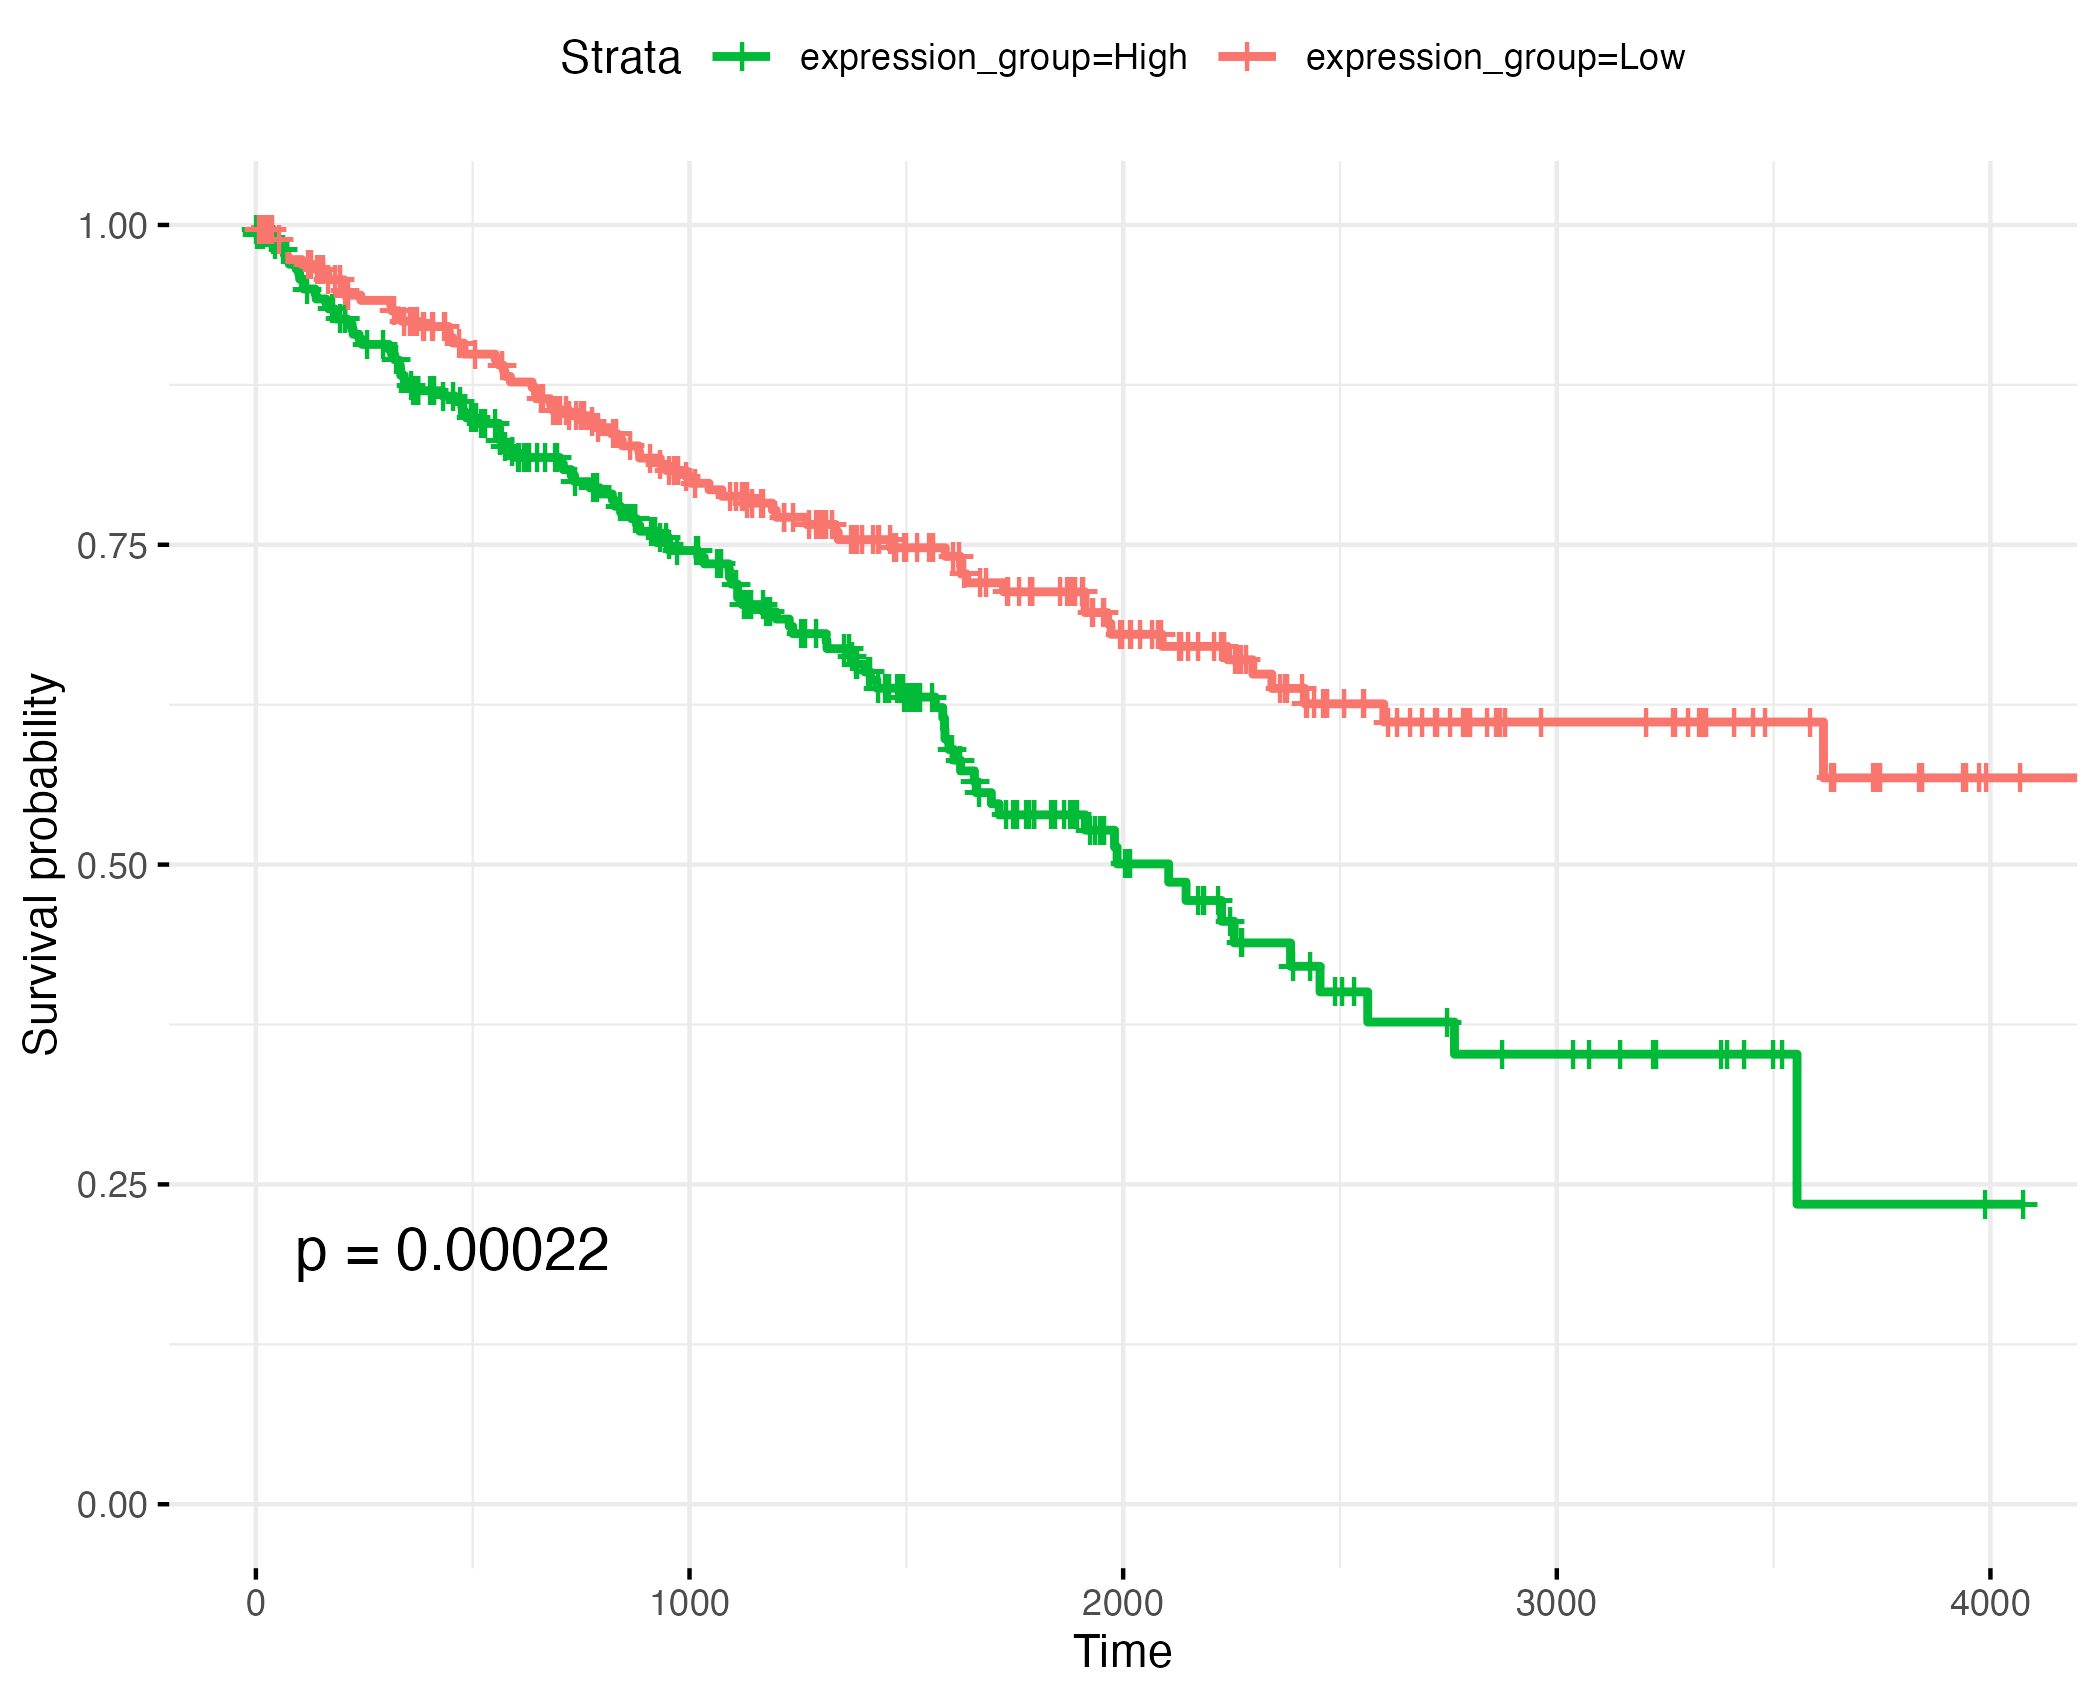 Strata expression_group=High expression_group=Low
1.00
0.75
0.50
0.25
0.00
Survival probability
p = 0.00022
0 1000 2000 3000 4000
Time